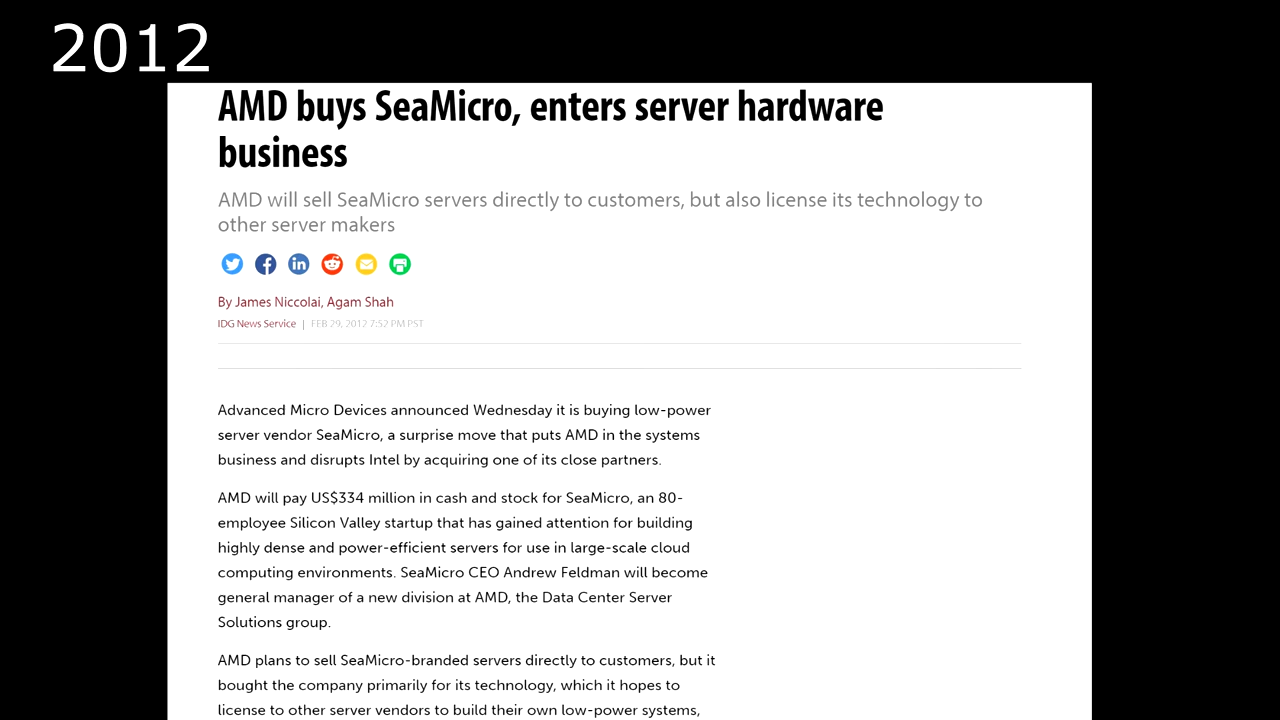 2012
AMD buys SeaMicro, enters server hardware
business
AMD will sell SeaMicro servers directly to customers, but also license its technology to
other server makers
By James Niccolai, Agam Shah
IDG News Service | FEB 29, 2012 7:52 PM PST
Advanced Micro Devices announced Wednesday it is buying low-power
server vendor SeaMicro, a surprise move that puts AMD in the systems
business and disrupts Intel by acquiring one of its close partners.
AMD will pay US$334 million in cash and stock for SeaMicro, an 80-
employee Silicon Valley startup that has gained attention for building
highly dense and power-efficient servers for use in large-scale cloud
computing environments. SeaMicro CEO Andrew Feldman will become
general manager of a new division at AMD, the Data Center Server
Solutions group.
AMD plans to sell SeaMicro-branded servers directly to customers, but it
bought the company primarily for its technology, which it hopes to
license to other server vendors to build their own low-power systems,